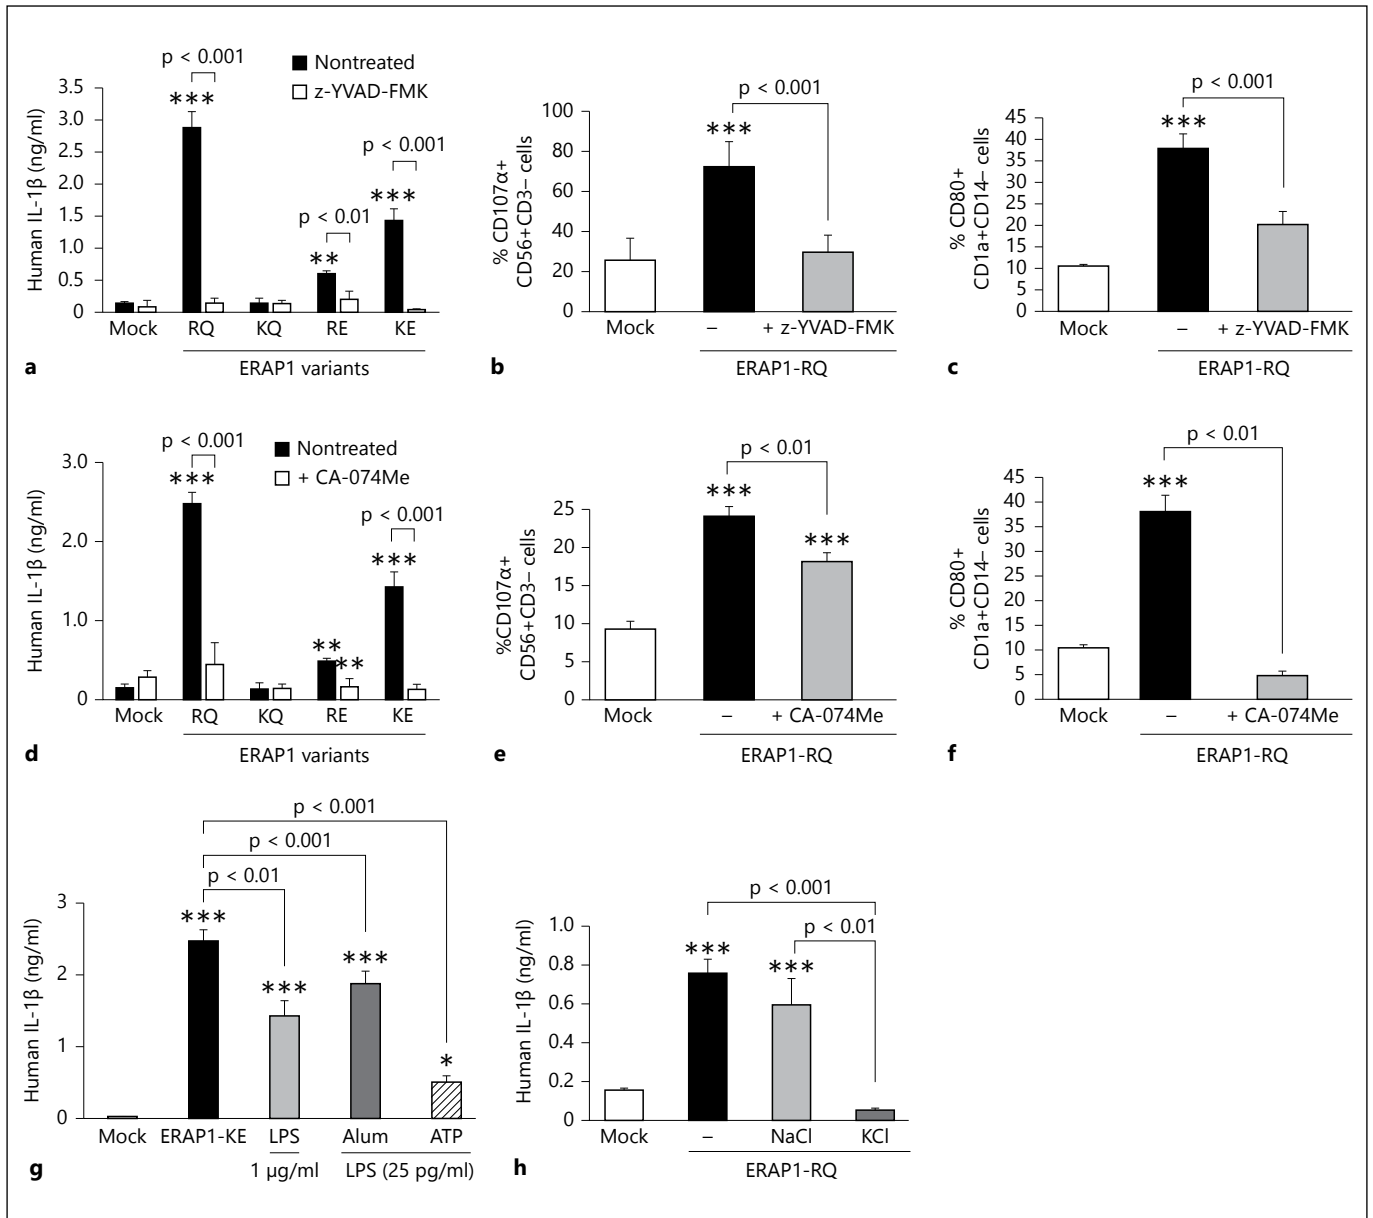 p < 0.001
Nontreated
z-YVAD-FMK
Human IL-1β (ng/ml)
3.5
3.0
2.5
2.0
1.5
1.0
0.5
0
***
p < 0.01
**
p < 0.001
***
Mock RQ KQ RE KE
ERAP1 variants
a
% CD107α+
CD56+CD3– cells
100
80
60
40
20
0
p < 0.001
***
Mock – + z-YVAD-FMK
ERAP1-RQ
b
% CD80+
CD1a+CD14– cells
45
40
35
30
25
20
15
10
5
0
p < 0.001
***
Mock – + z-YVAD-FMK
ERAP1-RQ
c
p < 0.001
Nontreated
+ CA-074Me
Human IL-1β (ng/ml)
3.0
2.0
1.0
0
***
**
**
p < 0.001
***
Mock RQ KQ RE KE
ERAP1 variants
d
%CD107α+
CD56+CD3– cells
25
20
15
10
5
0
p < 0.01
***
***
Mock – + CA-074Me
ERAP1-RQ
e
% CD80+
CD1a+CD14– cells
45
40
35
30
25
20
15
10
5
0
p < 0.01
***
Mock – + CA-074Me
ERAP1-RQ
f
p < 0.001
p < 0.001
p < 0.01
Human IL-1β (ng/ml)
3
2
1
0
***
***
***
*
Mock ERAP1-KE LPS Alum ATP
1 µg/ml LPS (25 pg/ml)
g
p < 0.001
p < 0.01
Human IL-1β (ng/ml)
1.0
0.8
0.6
0.4
0.2
0
***
***
Mock – NaCl KCl
ERAP1-RQ
h